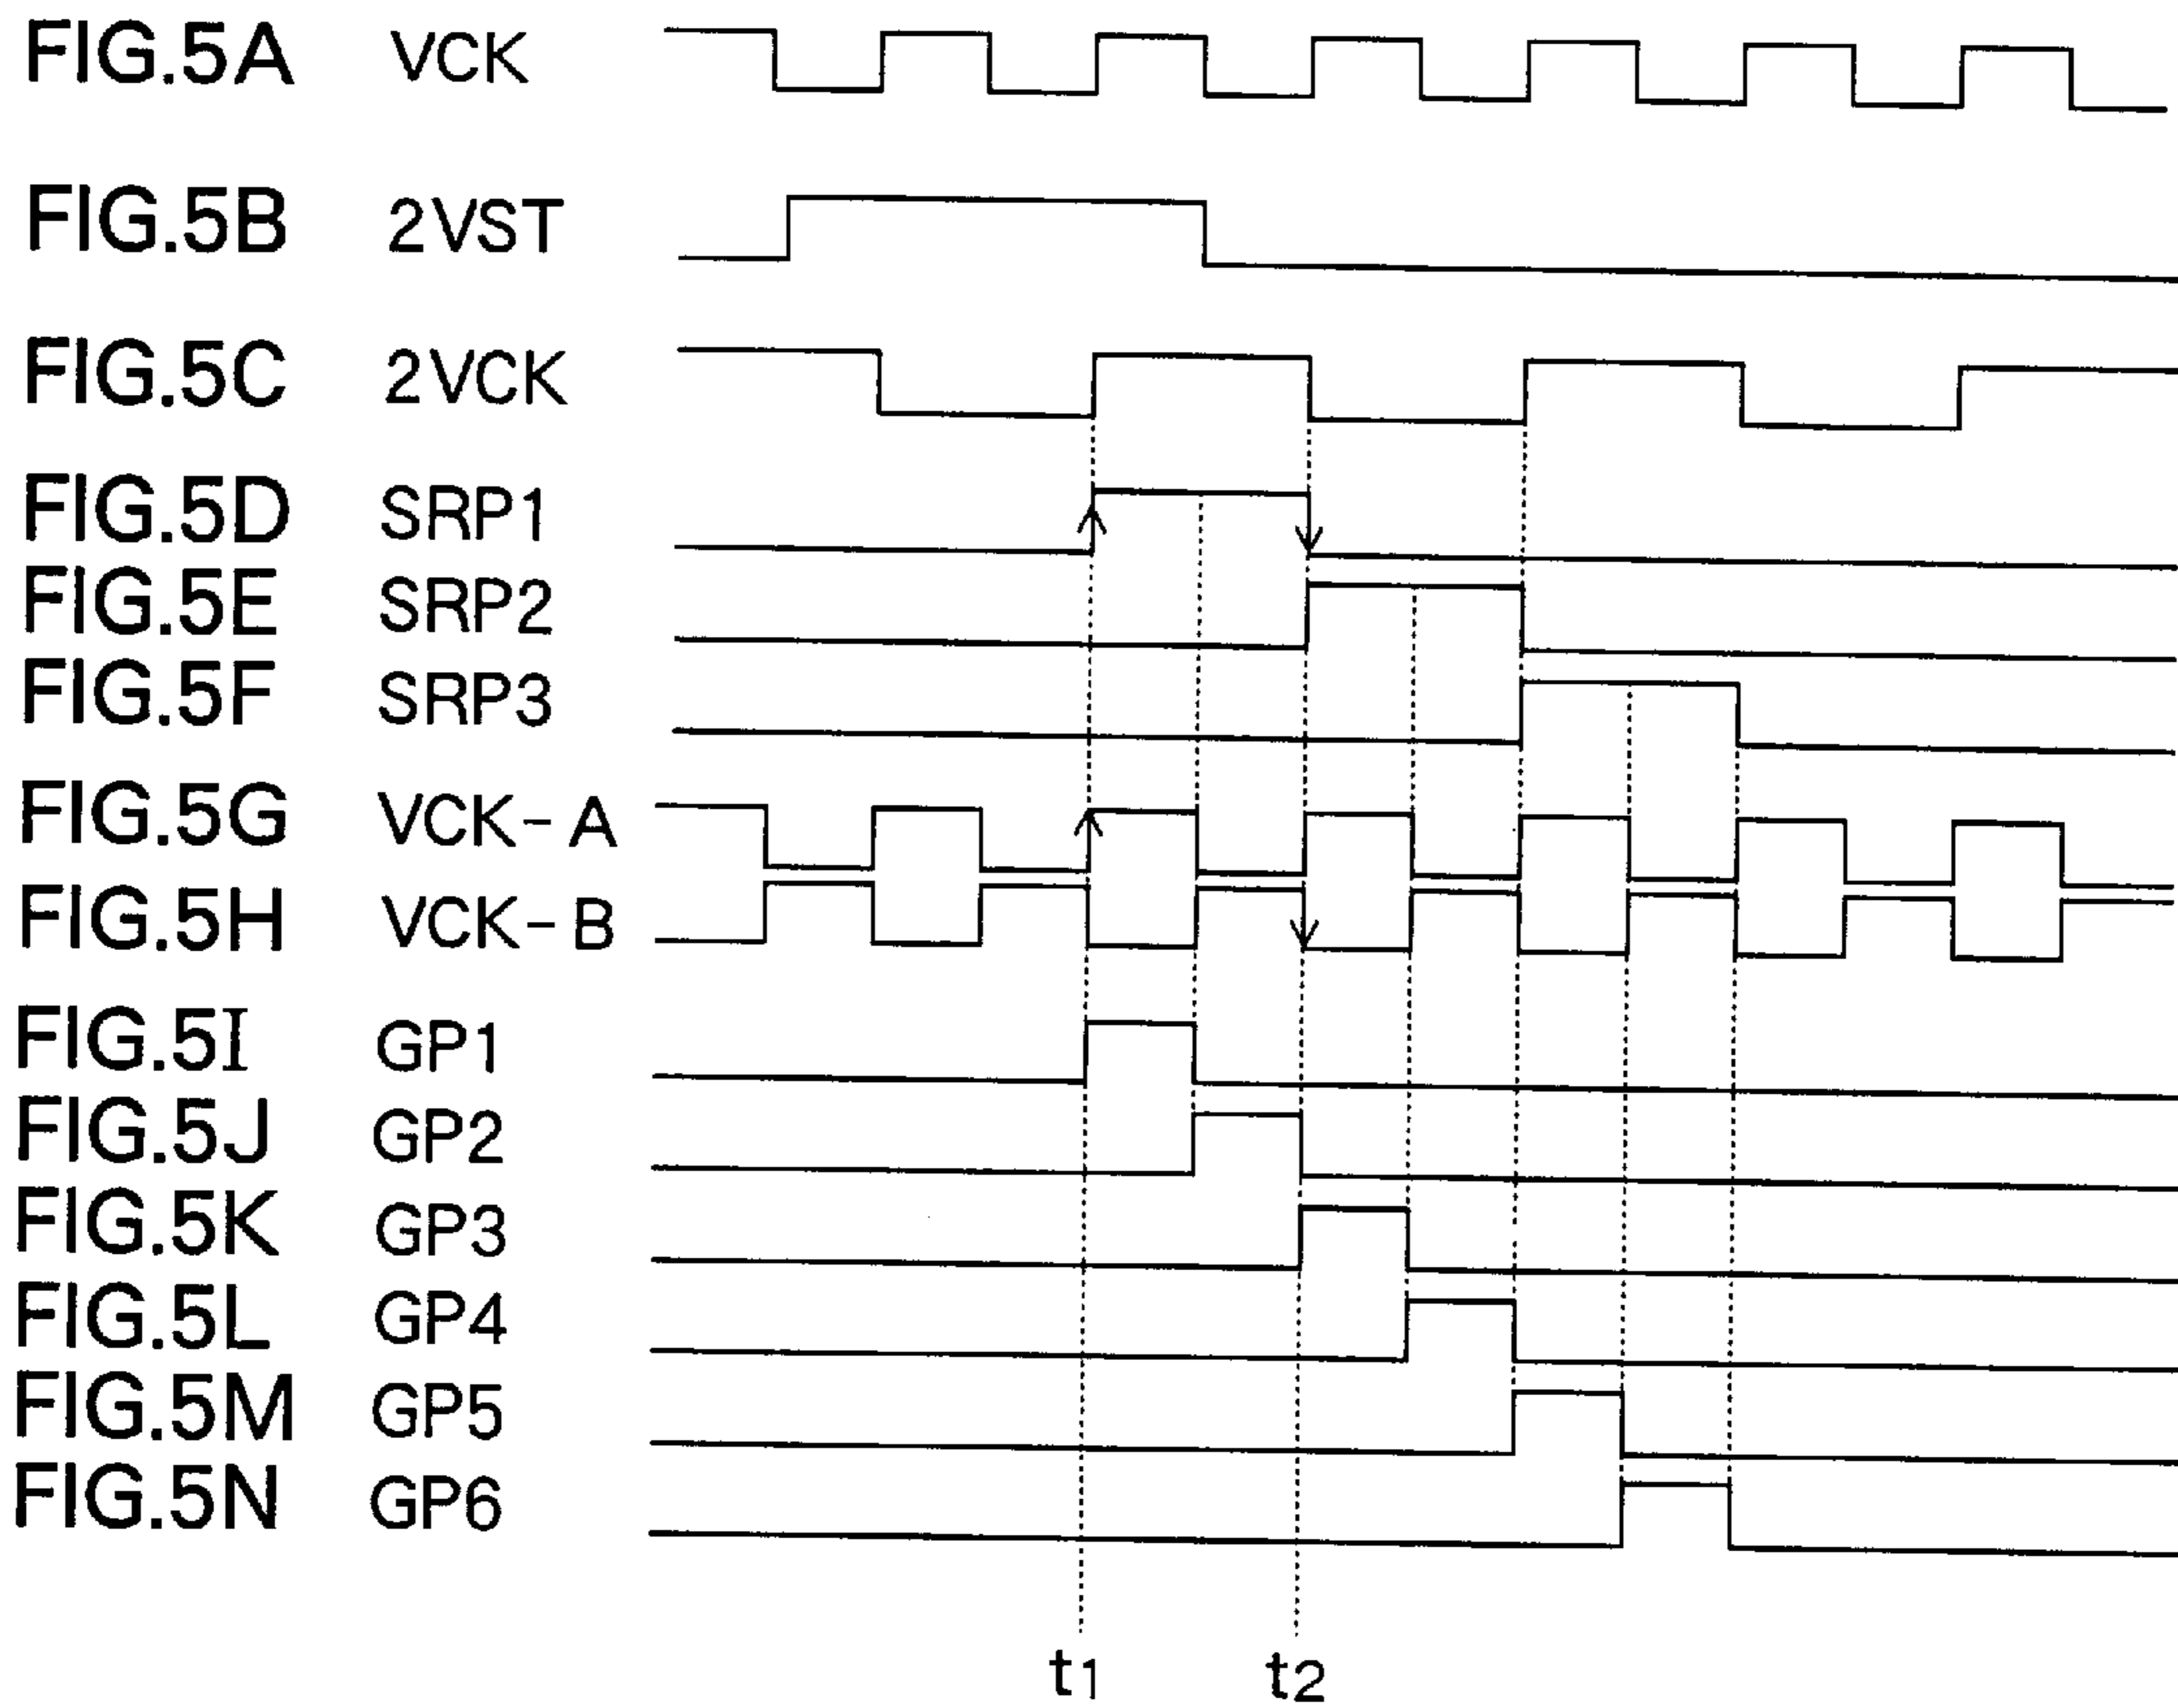 FIG.5A VCK
FIG.5B 2VST
FIG.5C 2VCK
FIG.5D SRP1
FIG.5E SRP2
FIG.5F SRP3
FIG.5G VCK-A
FIG.5H VCK-B
FIG.5I GP1
FIG.5J GP2
FIG.5K GP3
FIG.5L GP4
FIG.5M GP5
FIG.5N GP6
t1 t2